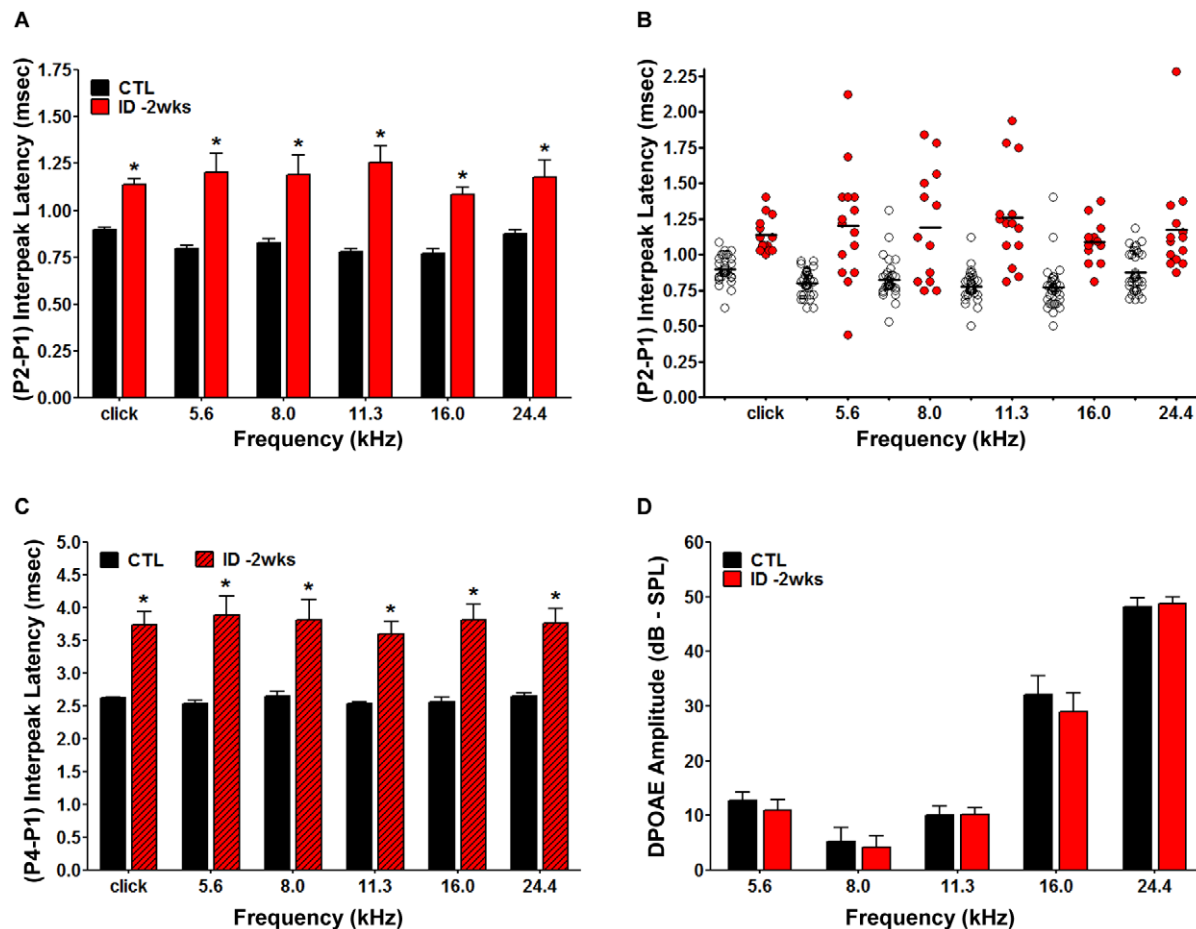 A
(P2-P1) Interpeak Latency (msec)
1.75
1.50
1.25
1.00
0.75
0.50
0.25
0.00
CTL
ID -2wks
* * * * * *
click 5.6 8.0 11.3 16.0 24.4
Frequency (kHz)
B
(P2-P1) Interpeak Latency (msec)
2.25
2.00
1.75
1.50
1.25
1.00
0.75
0.50
0.25
0.00
click 5.6 8.0 11.3 16.0 24.4
Frequency (kHz)
C
(P4-P1) Interpeak Latency (msec)
5.0
4.5
4.0
3.5
3.0
2.5
2.0
1.5
1.0
0.5
0.0
CTL ID -2wks
* * * * * *
click 5.6 8.0 11.3 16.0 24.4
Frequency (kHz)
D
DPOAE Amplitude (dB - SPL)
60
50
40
30
20
10
0
CTL
ID -2wks
5.6 8.0 11.3 16.0 24.4
Frequency (kHz)